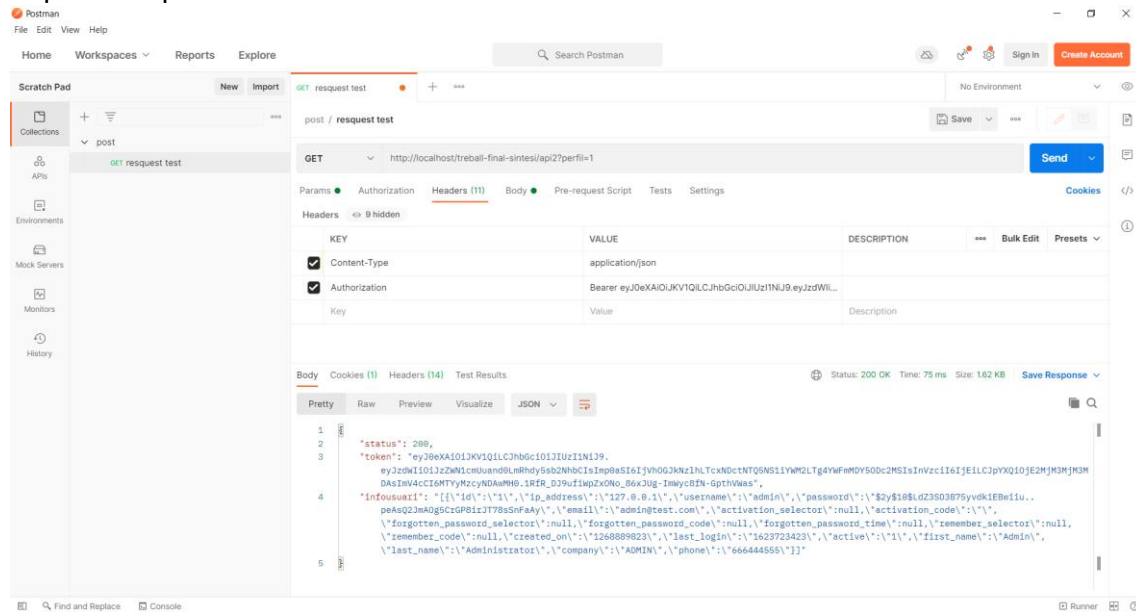 Postman
File Edit View Help
Home Workspaces Reports Explore
Search Postman
Sign In Create Account
Scratch Pad New Import
GET resquest test
No Environment
Collections
post
GET resquest test
APIs
Environments
Mock Servers
Monitors
History
post / resquest test
Save
GET http://localhost/treball-final-sintesi/api2?perfil=1 Send
Params Authorization Headers (11) Body Pre-request Script Tests Settings Cookies
Headers 9 hidden
KEY VALUE DESCRIPTION Bulk Edit Presets
Content-Type application/json
Authorization Bearer
Key Value Description
Body Cookies (1) Headers (14) Test Results Status: 200 OK Time: 75 ms Size: 1.62 KB Save Response
Pretty Raw Preview Visualize JSON
1 {
2 "status": 200,
3 "token":
4 "infousuari": "[{\"id\":\"1\",\"ip_address\":\"127.0.0.1\",\"username\":\"admin\",\"password\":
\"email\":\"admin@test.com\",\"activation_selector\":null,\"activation_code\":\"\",
\"forgotten_password_selector\":null,\"forgotten_password_code\":null,\"forgotten_password_time\":null,\"remember_selector\":null,
\"remember_code\":null,\"created_on\":\"1268889823\",\"last_login\":\"1623723423\",\"active\":\"1\",\"first_name\":\"Admin\",
\"last_name\":\"Administrator\",\"company\":\"ADMIN\",\"phone\":\"666444555\"}]"
5 }
Find and Replace Console Runner